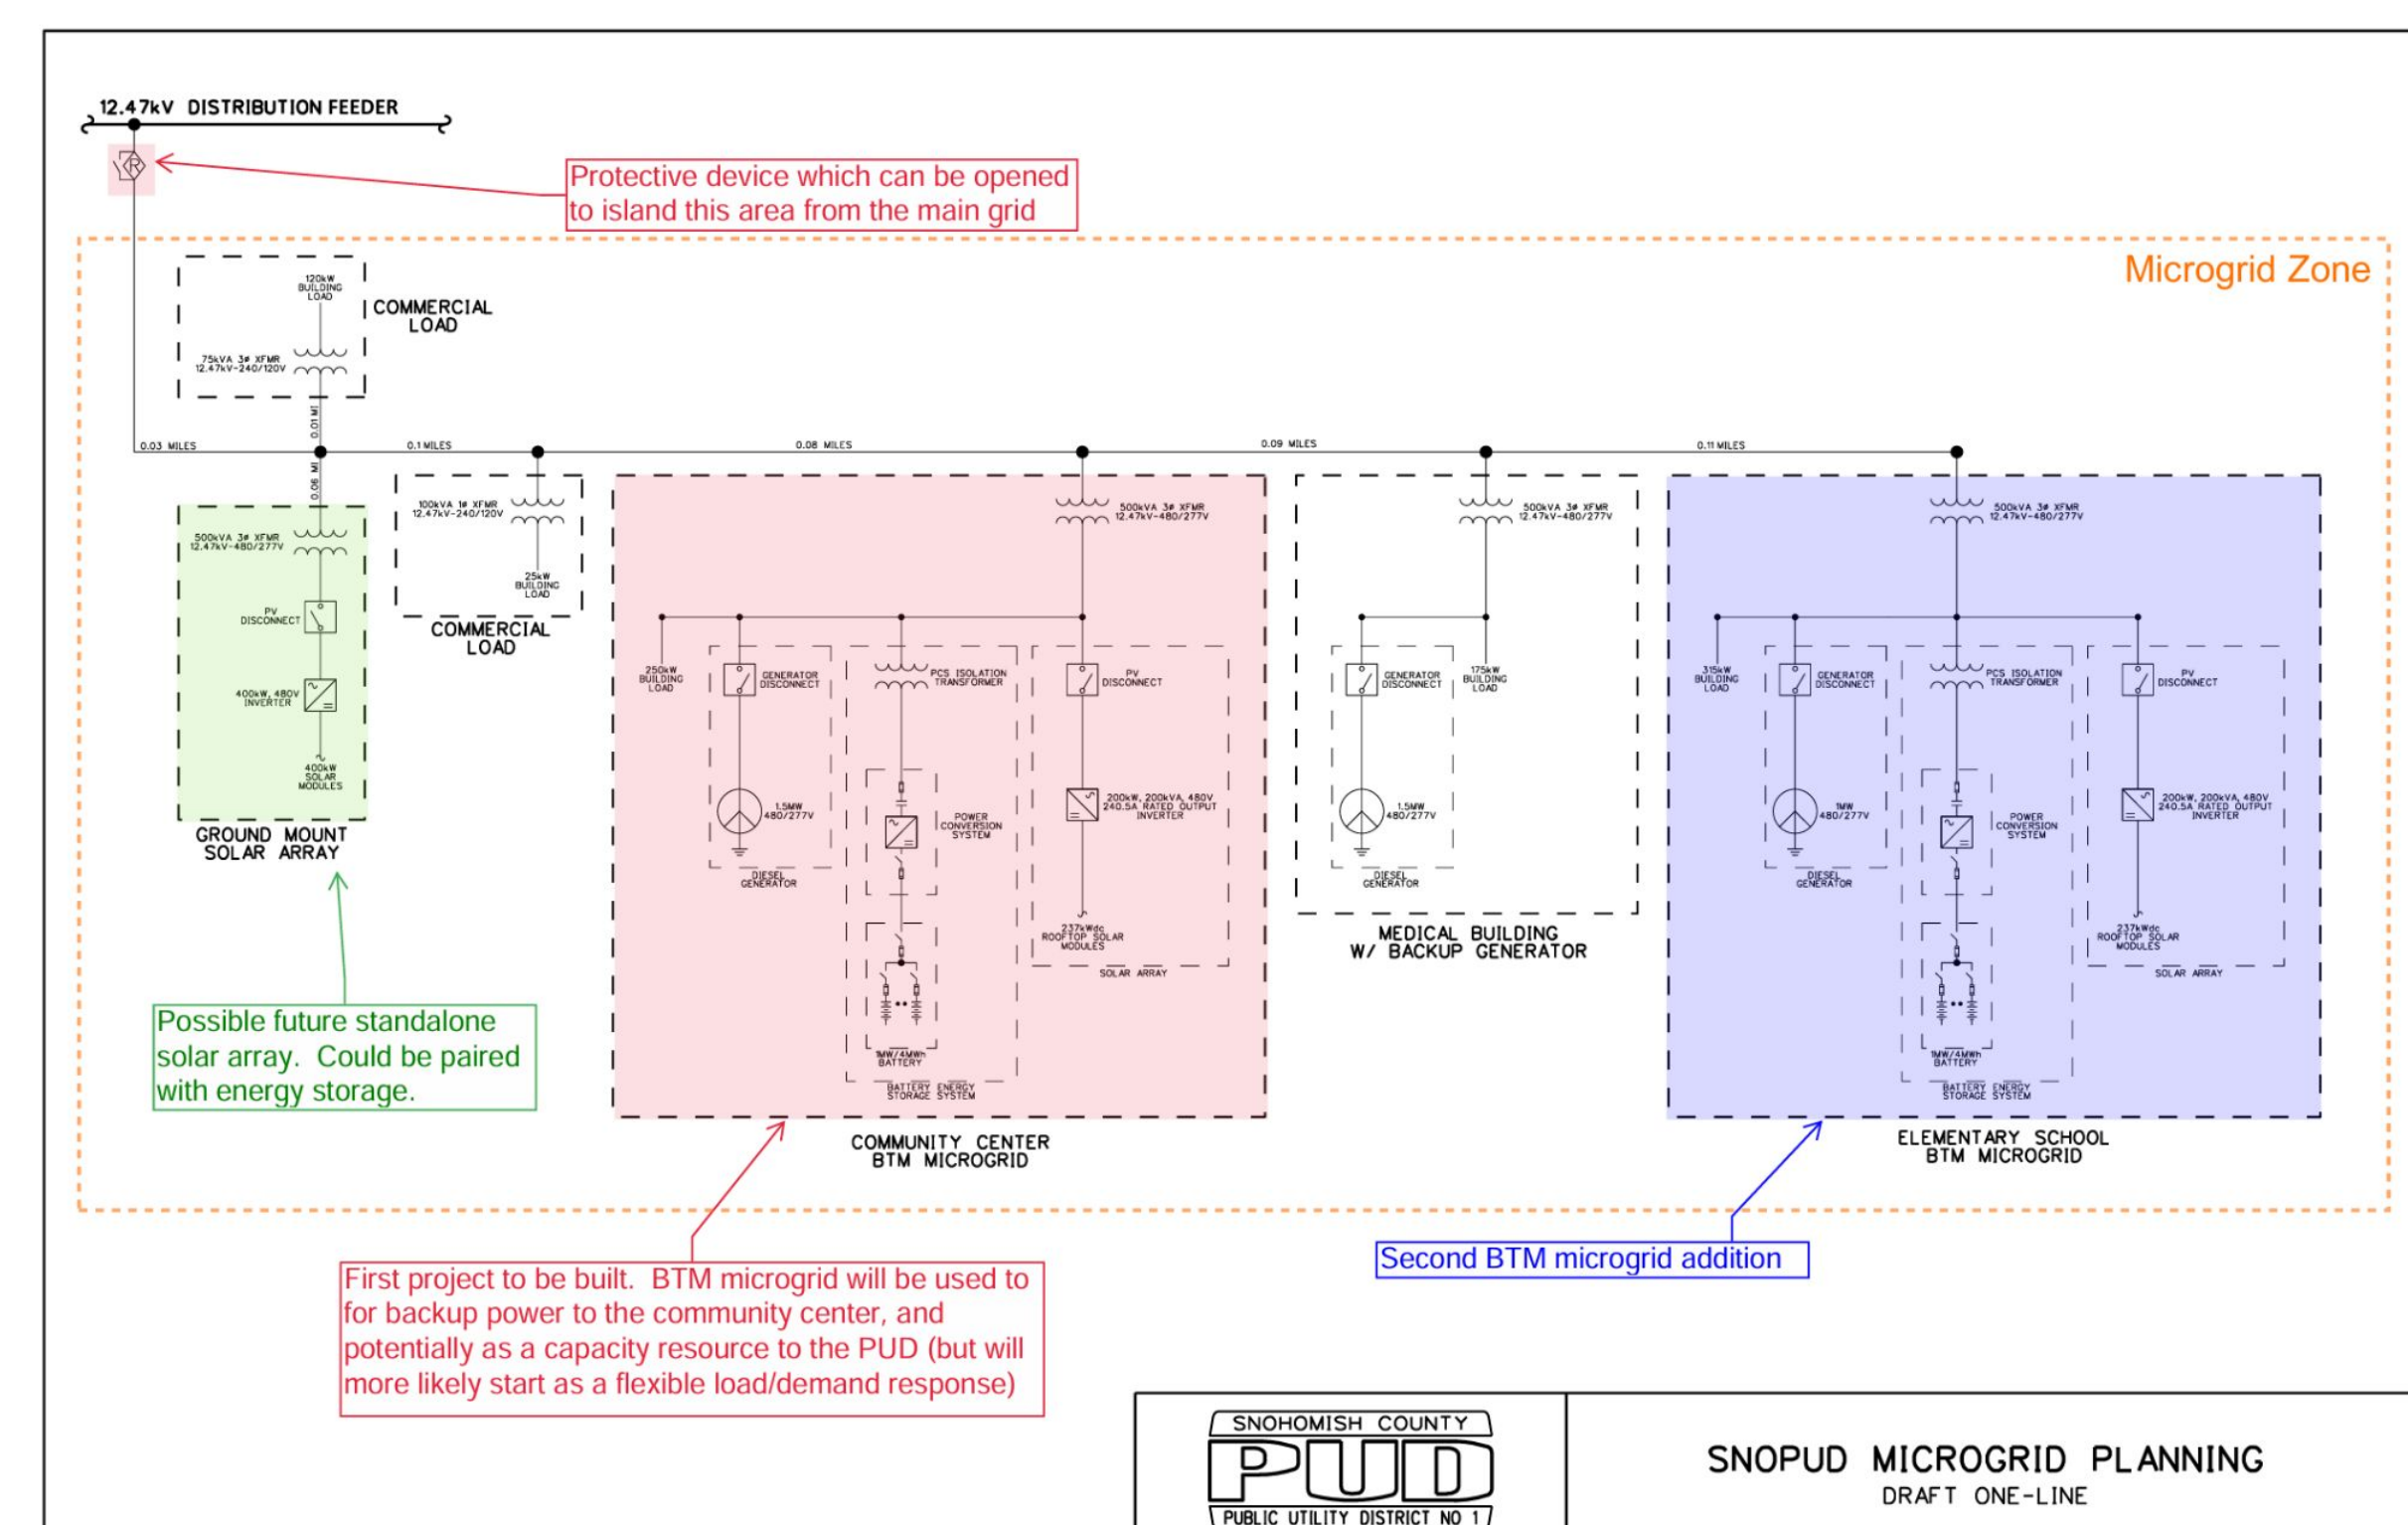 12.47kV DISTRIBUTION FEEDER
R
Protective device which can be opened
to island this area from the main grid
Microgrid Zone
120kW
BUILDING
LOAD
COMMERCIAL
LOAD
75kVA 3ø XFMR
12.47kV-240/120V
0.01 MI
0.03 MILES
0.1 MILES
0.08 MILES
0.09 MILES
0.11 MILES
0.06 MI
500kVA 3ø XFMR
12.47kV-480/277V
PV
DISCONNECT
400kW, 480V
INVERTER
400kW
SOLAR
MODULES
GROUND MOUNT
SOLAR ARRAY
100kVA 1ø XFMR
12.47kV-240/120V
25kW
BUILDING
LOAD
COMMERCIAL
LOAD
500kVA 3ø XFMR
12.47kV-480/277V
250kW
BUILDING
LOAD
GENERATOR
DISCONNECT
1.5MW
480/277V
DIESEL
GENERATOR
PCS ISOLATION
TRANSFORMER
POWER
CONVERSION
SYSTEM
1MW/4MWh
BATTERY
BATTERY ENERGY
STORAGE SYSTEM
PV
DISCONNECT
200kW, 200kVA, 480V
240.5A RATED OUTPUT
INVERTER
237kWdc
ROOFTOP SOLAR
MODULES
SOLAR ARRAY
COMMUNITY CENTER
BTM MICROGRID
500kVA 3ø XFMR
12.47kV-480/277V
GENERATOR
DISCONNECT
175kW
BUILDING
LOAD
1.5MW
480/277V
DIESEL
GENERATOR
MEDICAL BUILDING
W/ BACKUP GENERATOR
500kVA 3ø XFMR
12.47kV-480/277V
315kW
BUILDING
LOAD
GENERATOR
DISCONNECT
1MW
480/277V
DIESEL
GENERATOR
PCS ISOLATION
TRANSFORMER
POWER
CONVERSION
SYSTEM
1MW/4MWh
BATTERY
BATTERY ENERGY
STORAGE SYSTEM
PV
DISCONNECT
200kW, 200kVA, 480V
240.5A RATED OUTPUT
INVERTER
237kWdc
ROOFTOP SOLAR
MODULES
SOLAR ARRAY
ELEMENTARY SCHOOL
BTM MICROGRID
Possible future standalone
solar array. Could be paired
with energy storage.
First project to be built. BTM microgrid will be used to
for backup power to the community center, and
potentially as a capacity resource to the PUD (but will
more likely start as a flexible load/demand response)
Second BTM microgrid addition
SNOHOMISH COUNTY
PUD
PUBLIC UTILITY DISTRICT NO 1
SNOPUD MICROGRID PLANNING
DRAFT ONE-LINE